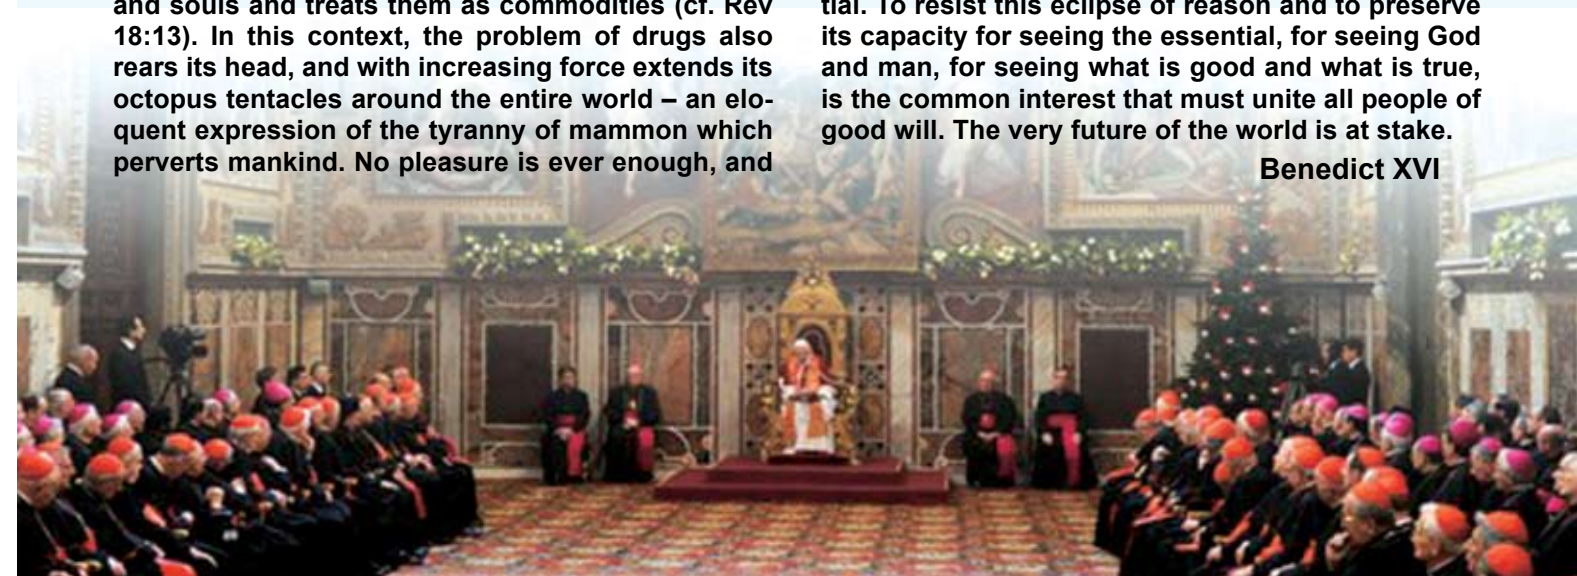 and souls and treats them as commodities (cf. Rev
18:13). In this context, the problem of drugs also
rears its head, and with increasing force extends its
octopus tentacles around the entire world – an elo-
quent expression of the tyranny of mammon which
perverts mankind. No pleasure is ever enough, and
tial. To resist this eclipse of reason and to preserve
its capacity for seeing the essential, for seeing God
and man, for seeing what is good and what is true,
is the common interest that must unite all people of
good will. The very future of the world is at stake.
Benedict XVI